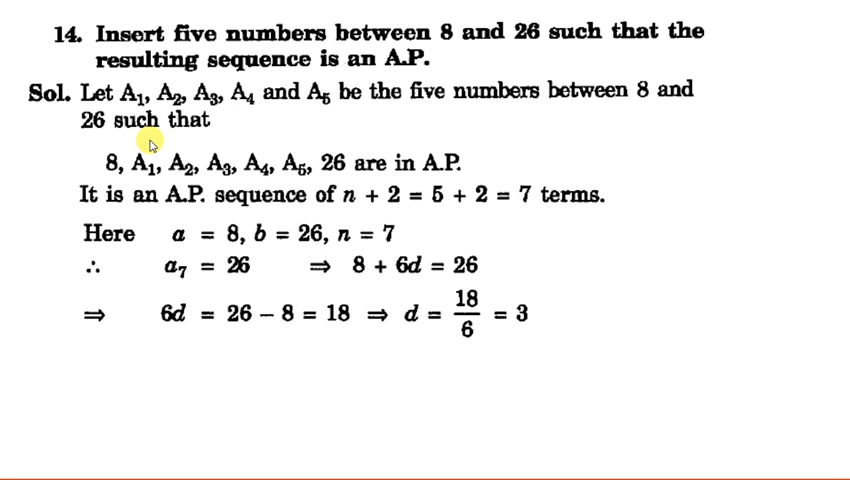 14. Insert five numbers between 8 and 26 such that the
resulting sequence is an A.P.
Sol. Let A₁, A₂, A₃, A₄ and A₅ be the five numbers between 8 and
26 such that
8, A₁, A₂, A₃, A₄, A₅, 26 are in A.P.
It is an A.P. sequence of n + 2 = 5 + 2 = 7 terms.
Here a = 8, b = 26, n = 7
∴ a₇ = 26 ⇒ 8 + 6d = 26
⇒ 6d = 26 – 8 = 18 ⇒ d = 18/6 = 3